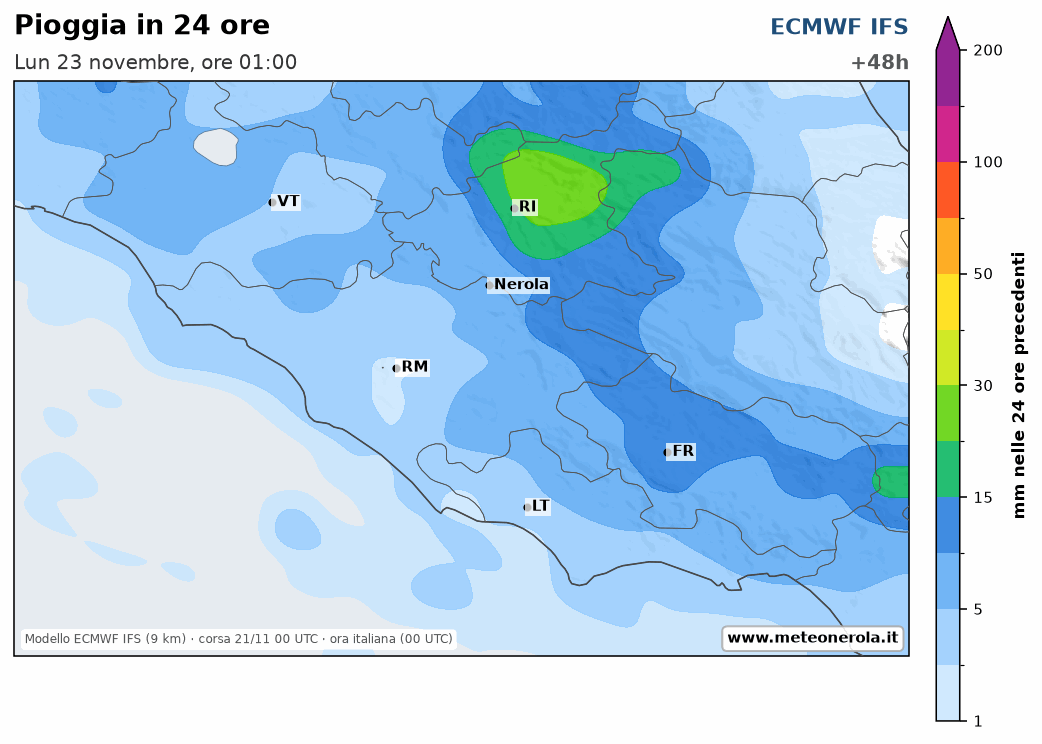 Pioggia in 24 ore
ECMWF IFS
Lun 23 novembre, ore 01:00
+48h
200
100
50
30
15
5
1
mm nelle 24 ore precedenti
VT
RI
Nerola
RM
FR
LT
Modello ECMWF IFS (9 km) · corsa 21/11 00 UTC · ora italiana (00 UTC)
www.meteonerola.it